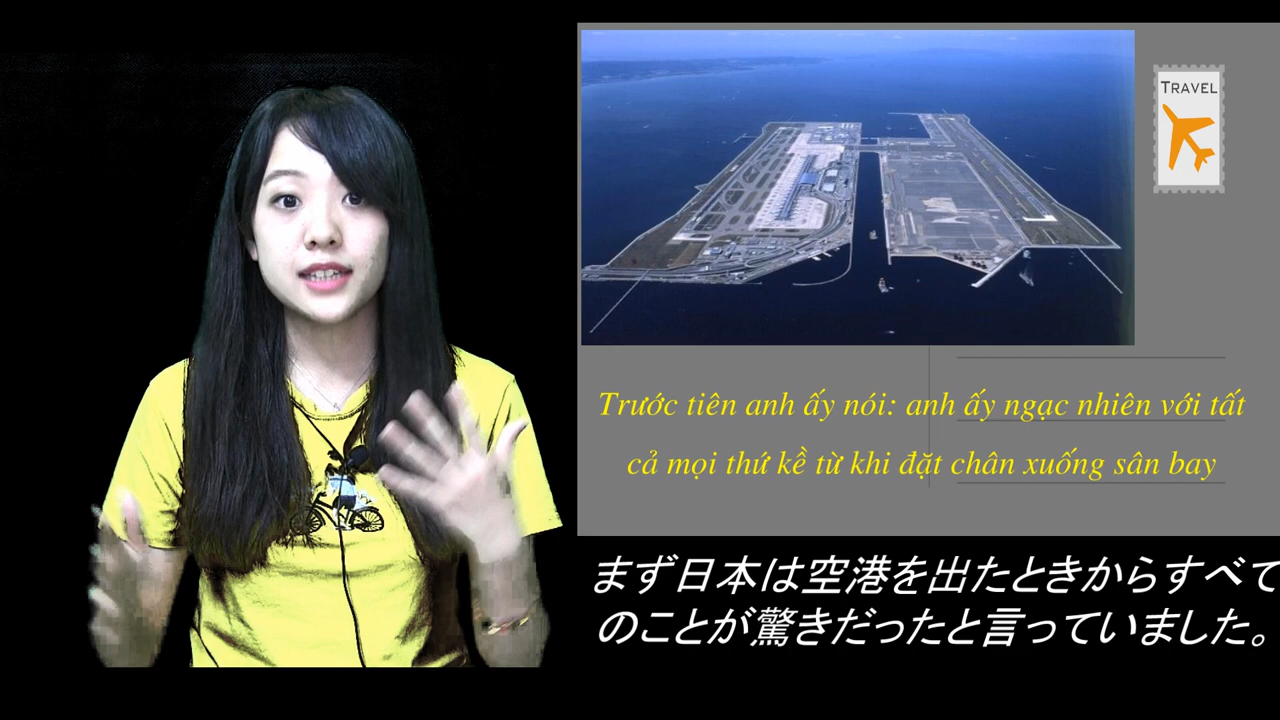 TRAVEL
Trước tiên anh ấy nói: anh ấy ngạc nhiên với tất
cả mọi thứ kề từ khi đặt chân xuống sân bay
まず日本は空港を出たときからすべて
のことが驚きだったと言っていました。